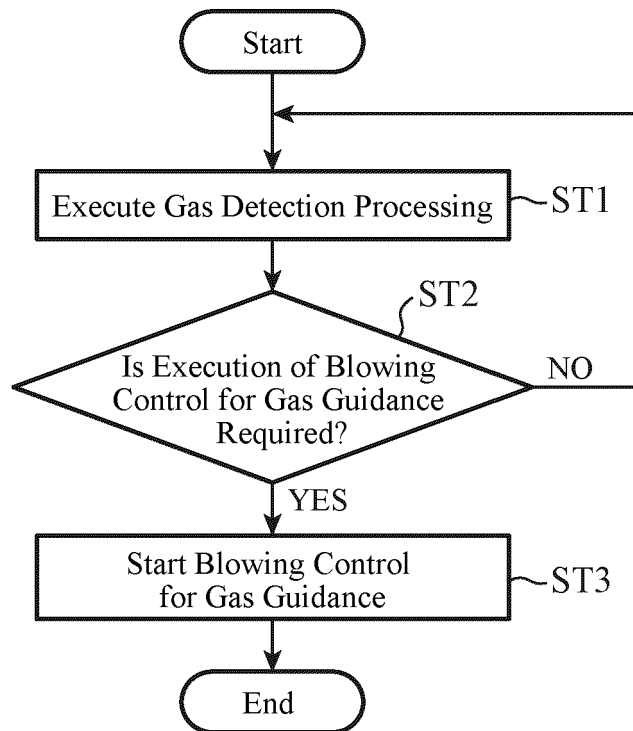 Start
Execute Gas Detection Processing
ST1
ST2
Is Execution of Blowing
Control for Gas Guidance
Required?
NO
YES
Start Blowing Control
for Gas Guidance
ST3
End